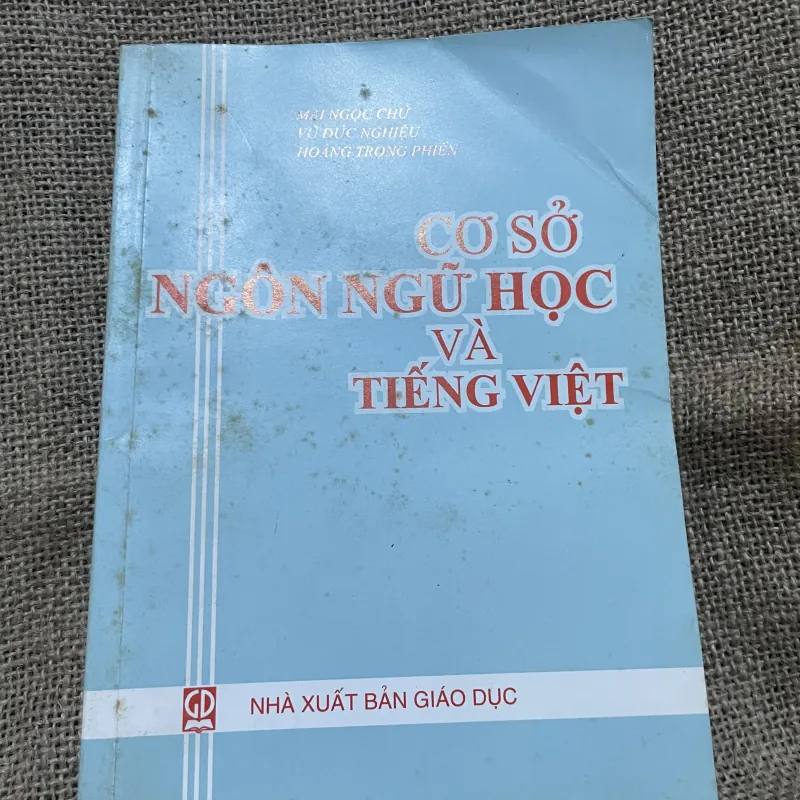 MAI NGỌC CHỪ
VŨ ĐỨC NGHIỆU
HOÀNG TRỌNG PHIẾN
CƠ SỞ
NGÔN NGỮ HỌC
VÀ
TIẾNG VIỆT
GD
NHÀ XUẤT BẢN GIÁO DỤC